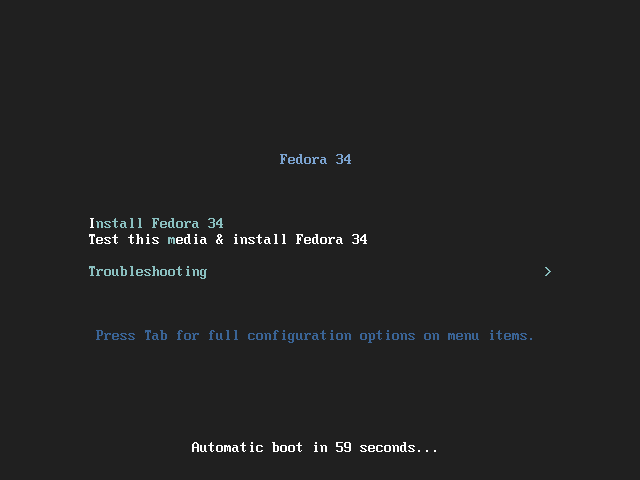 Fedora 34
Install Fedora 34
Test this media & install Fedora 34
Troubleshooting >
Press Tab for full configuration options on menu items.
Automatic boot in 59 seconds...